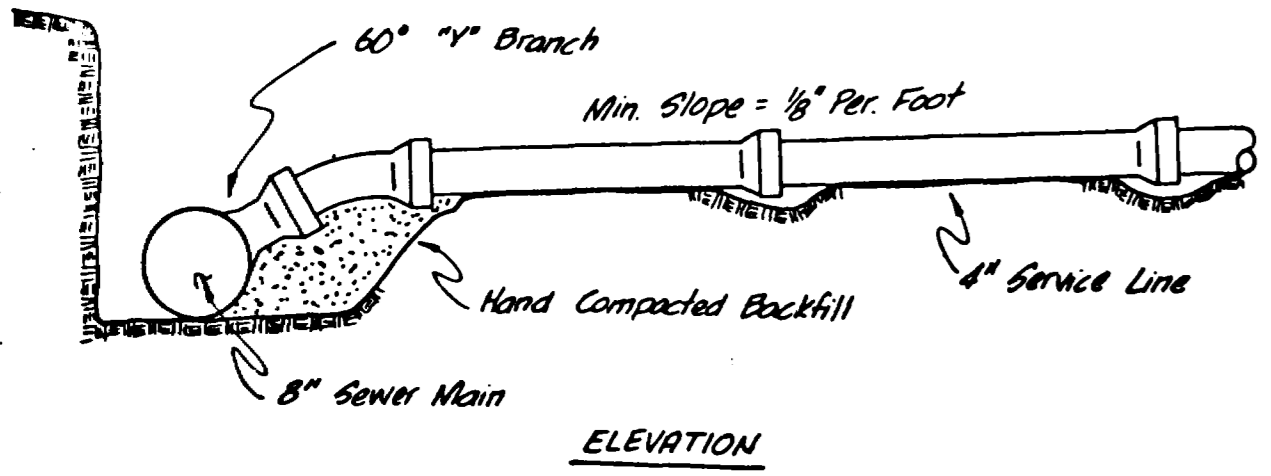 60° "Y" Branch
Min. Slope = 1/8" Per. Foot
4" Service Line
Hand Compacted Backfill
8" Sewer Main
ELEVATION